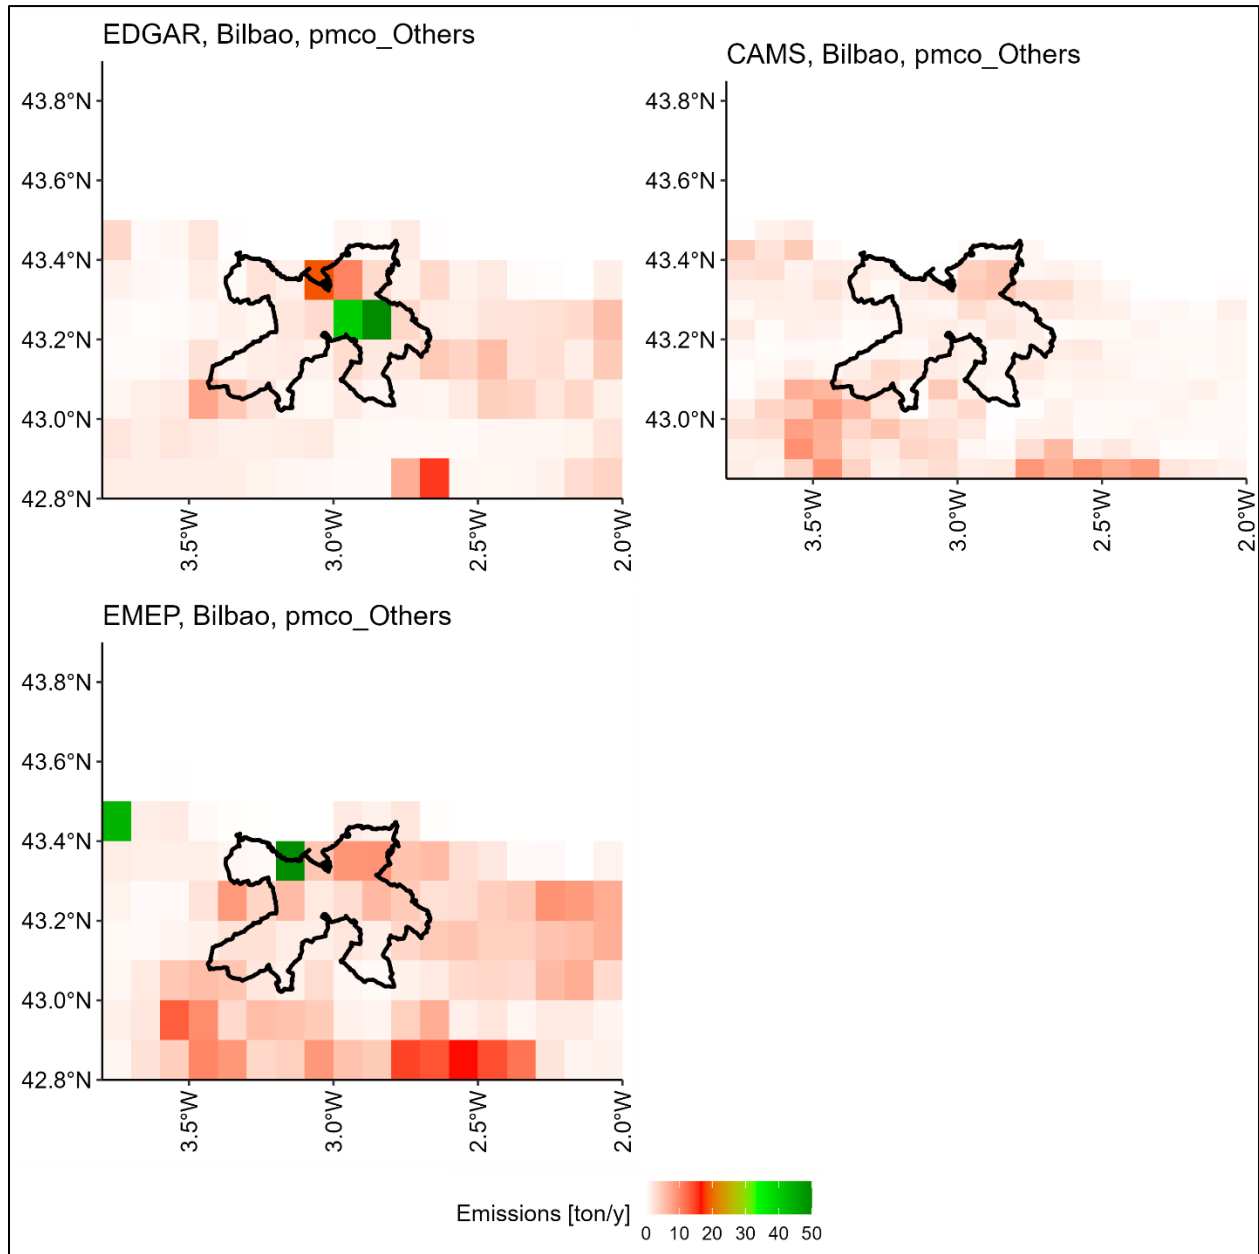 EDGAR, Bilbao, pmco_Others
43.8°N
43.6°N
43.4°N
43.2°N
43.0°N
42.8°N
3.5°W
3.0°W
2.5°W
2.0°W
CAMS, Bilbao, pmco_Others
43.8°N
43.6°N
43.4°N
43.2°N
43.0°N
3.5°W
3.0°W
2.5°W
2.0°W
EMEP, Bilbao, pmco_Others
43.8°N
43.6°N
43.4°N
43.2°N
43.0°N
42.8°N
3.5°W
3.0°W
2.5°W
2.0°W
Emissions [ton/y]
0 10 20 30 40 50